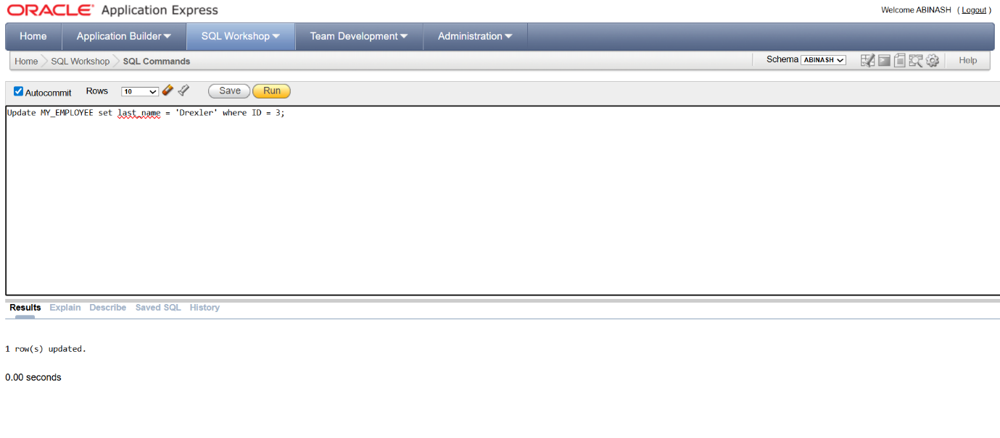 ORACLE® Application Express
Welcome ABINASH ( Logout )
Home Application Builder SQL Workshop Team Development Administration
Home SQL Workshop SQL Commands Schema ABINASH Help
Autocommit Rows 10 Save Run
Update MY_EMPLOYEE set last_name = 'Drexler' where ID = 3;
Results Explain Describe Saved SQL History
1 row(s) updated.
0.00 seconds